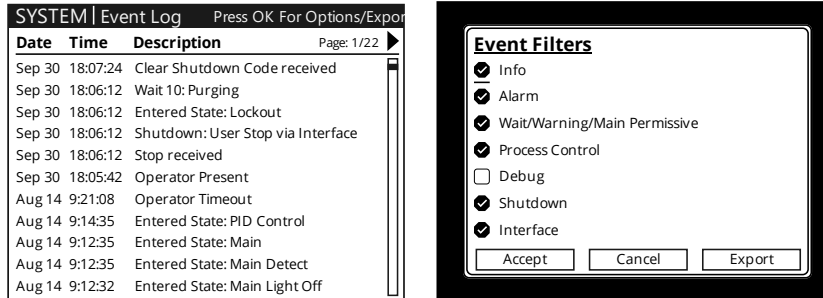 SYSTEM | Event Log Press OK For Options/Expor
Date Time Description Page: 1/22
Sep 30 18:07:24 Clear Shutdown Code received
Sep 30 18:06:12 Wait 10: Purging
Sep 30 18:06:12 Entered State: Lockout
Sep 30 18:06:12 Shutdown: User Stop via Interface
Sep 30 18:06:12 Stop received
Sep 30 18:05:42 Operator Present
Aug 14 9:21:08 Operator Timeout
Aug 14 9:14:35 Entered State: PID Control
Aug 14 9:12:35 Entered State: Main
Aug 14 9:12:35 Entered State: Main Detect
Aug 14 9:12:32 Entered State: Main Light Off
Event Filters
Info
Alarm
Wait/Warning/Main Permissive
Process Control
Debug
Shutdown
Interface
Accept Cancel Export